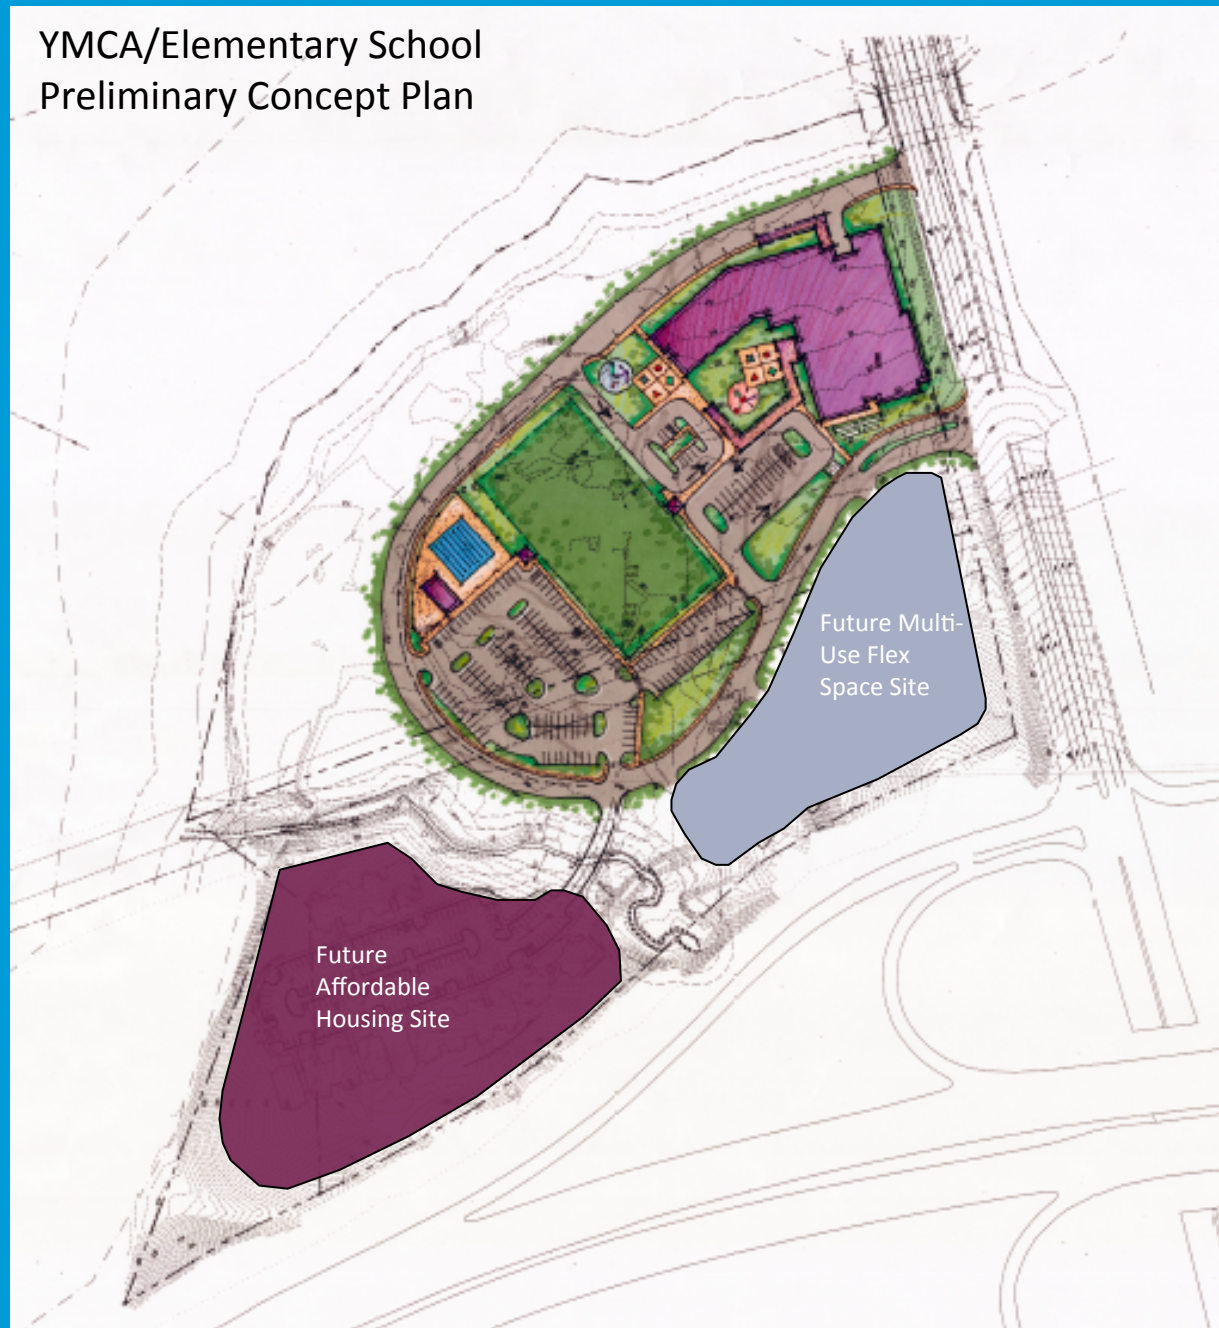 YMCA/Elementary School
Preliminary Concept Plan
Future Multi-
Use Flex
Space Site
Future
Affordable
Housing Site